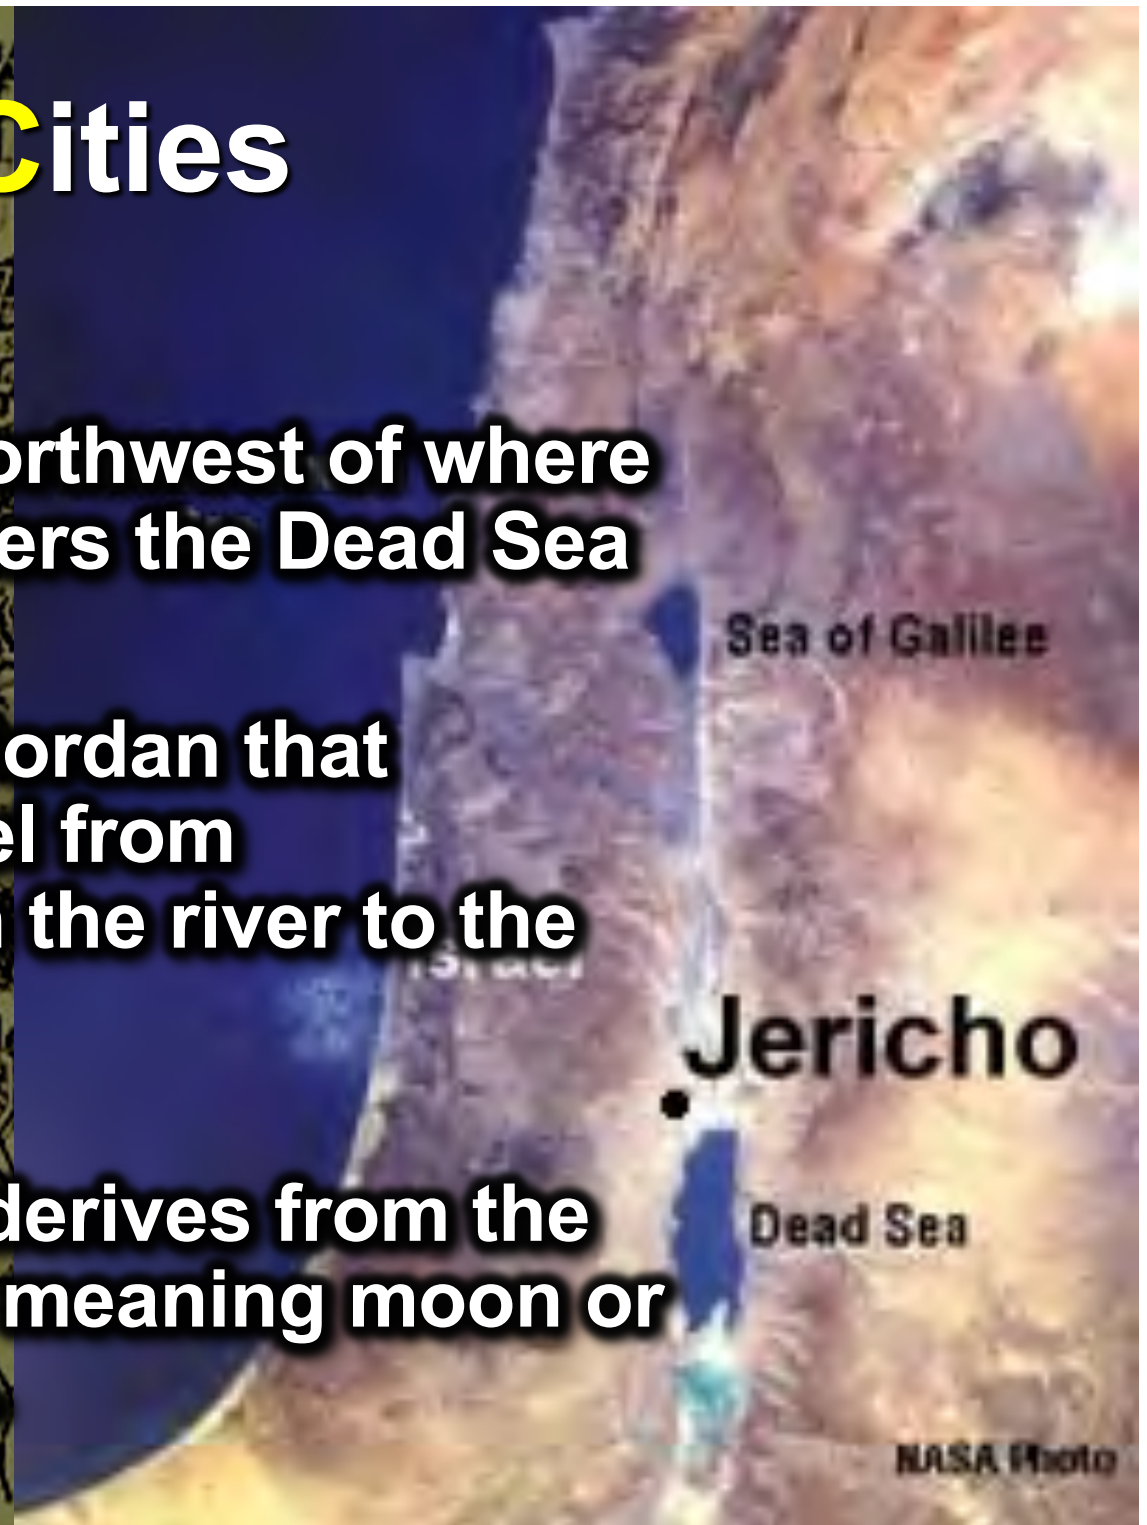 Cities
orthwest of where
ers the Dead Sea
Sea of Galilee
ordan that
el from
the river to the
Israel
Jericho
derives from the
Dead Sea
meaning moon or
NASA Photo